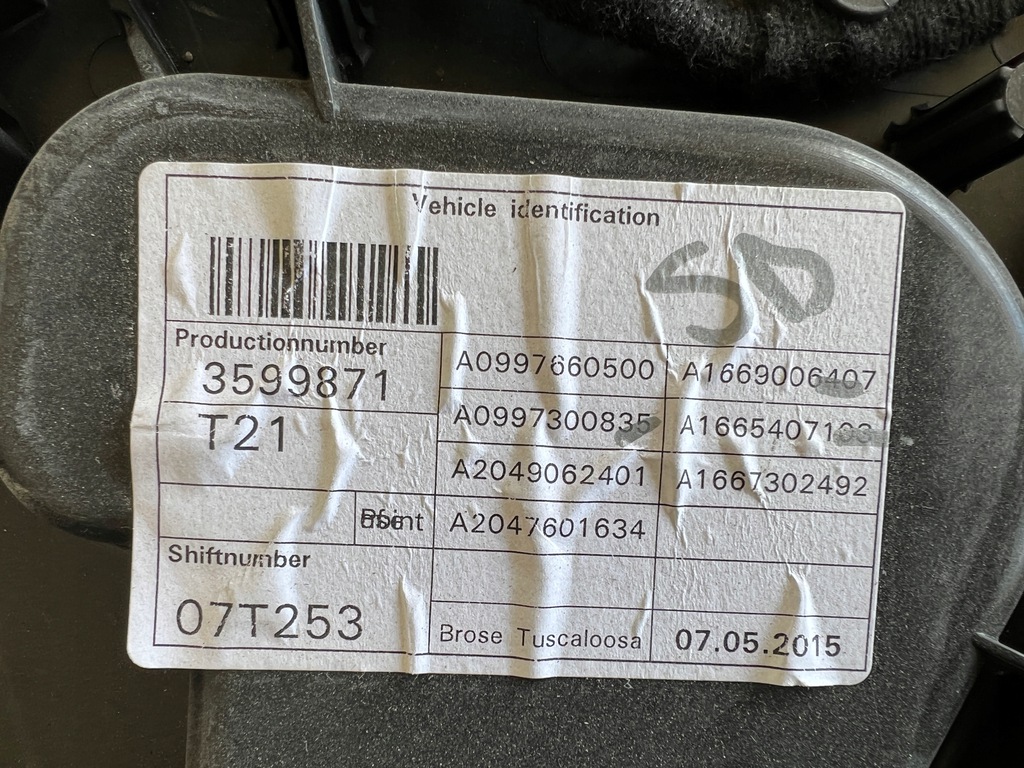 Vehicle identification
SD
Productionnumber
3599871
T21
A0997660500 A1669006407
A0997300835 A1665407103
A2049062401 A1667302492
A2047601634
Shiftnumber
07T253
Brose Tuscaloosa 07.05.2015